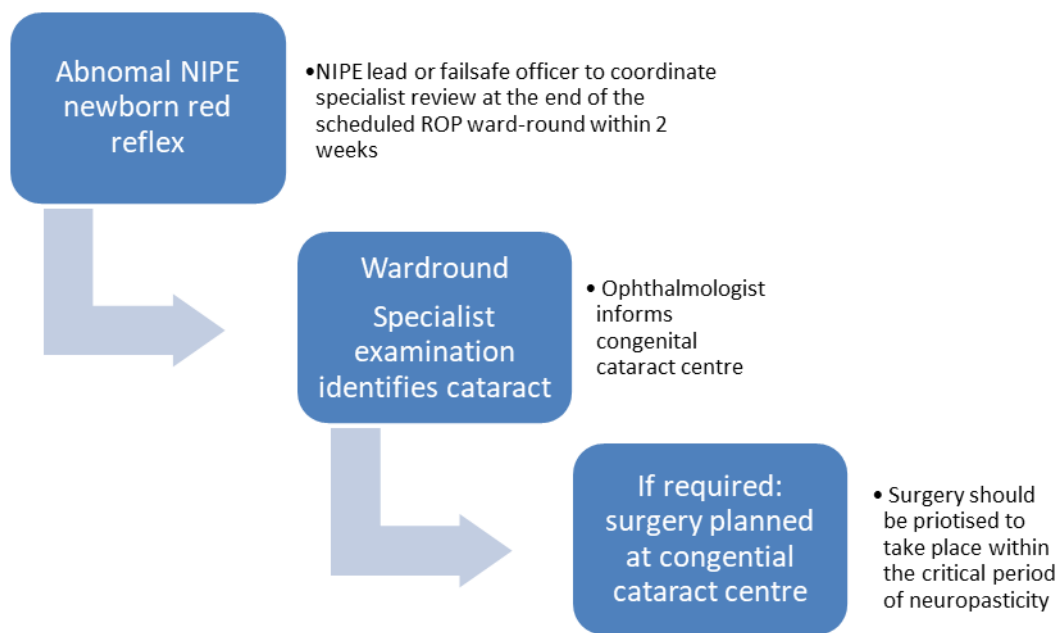 Abnomal NIPE
newborn red
reflex
•NIPE lead or failsafe officer to coordinate
specialist review at the end of the
scheduled ROP ward-round within 2
weeks
Wardround
Specialist
examination
identifies cataract
• Ophthalmologist
informs
congenital
cataract centre
If required:
surgery planned
at congential
cataract centre
• Surgery should
be priotised to
take place within
the critical period
of neuropasticity